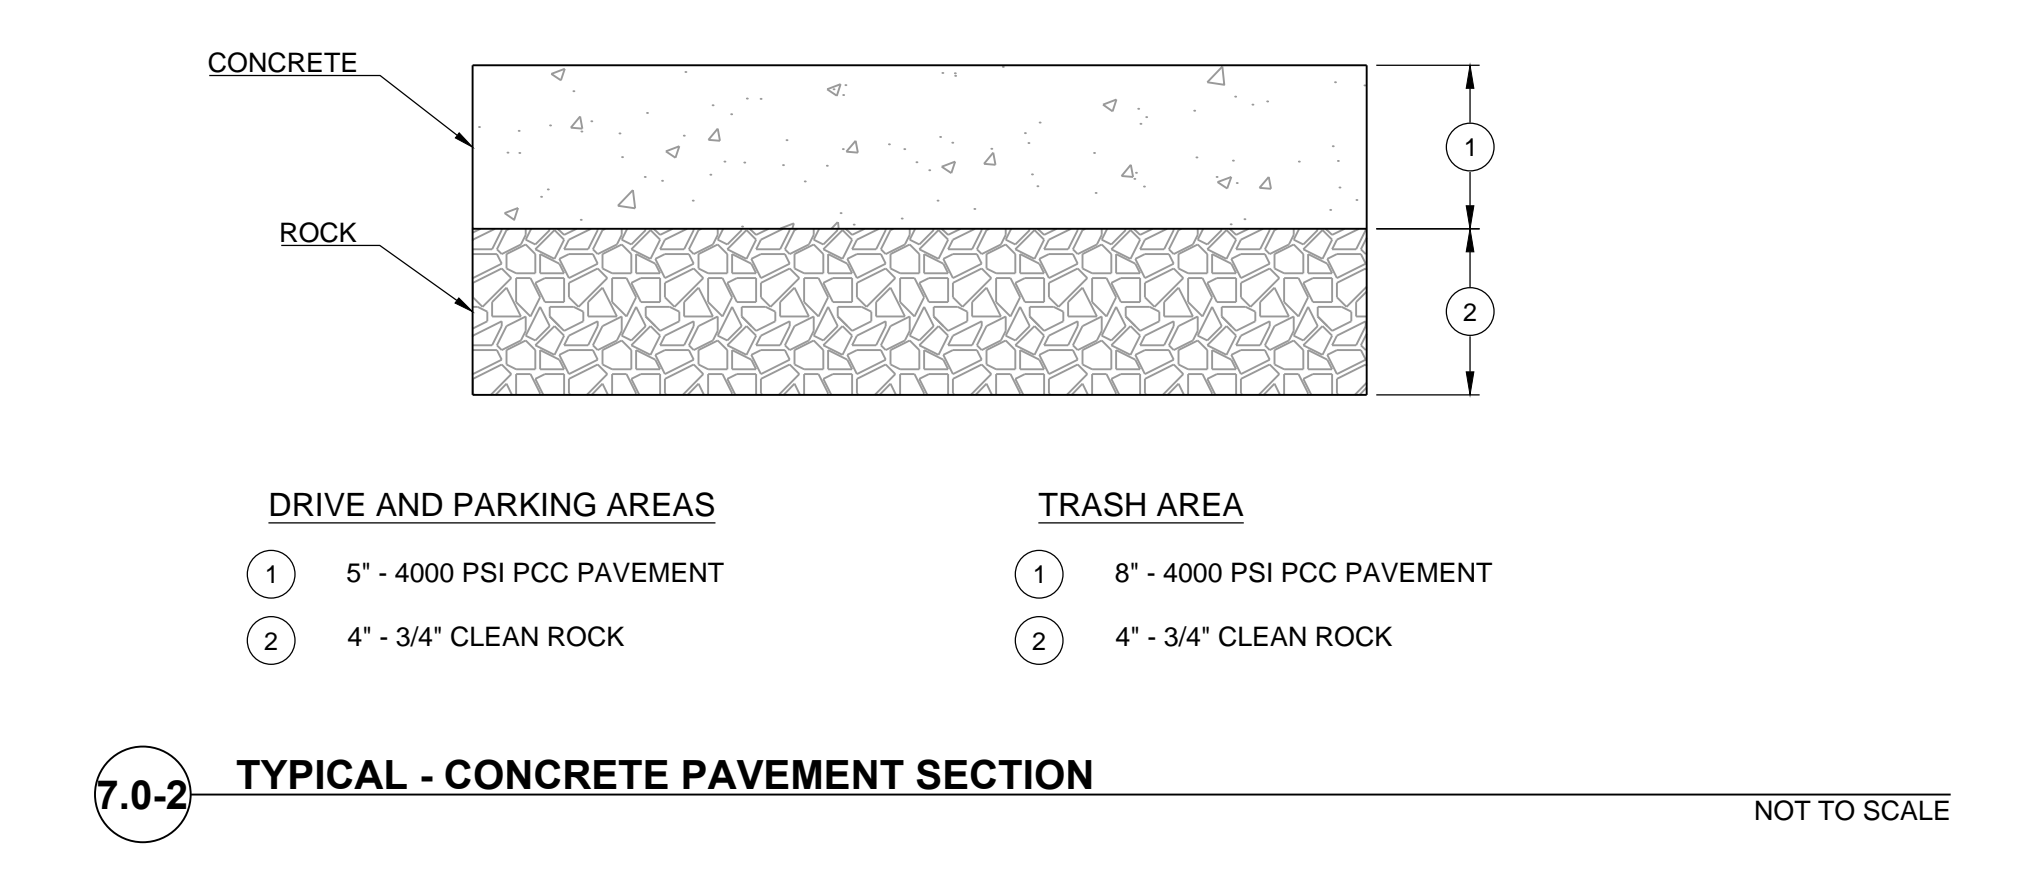 CONCRETE
1
ROCK
2
DRIVE AND PARKING AREAS
1 5" - 4000 PSI PCC PAVEMENT
2 4" - 3/4" CLEAN ROCK
TRASH AREA
1 8" - 4000 PSI PCC PAVEMENT
2 4" - 3/4" CLEAN ROCK
7.0-2 TYPICAL - CONCRETE PAVEMENT SECTION
NOT TO SCALE